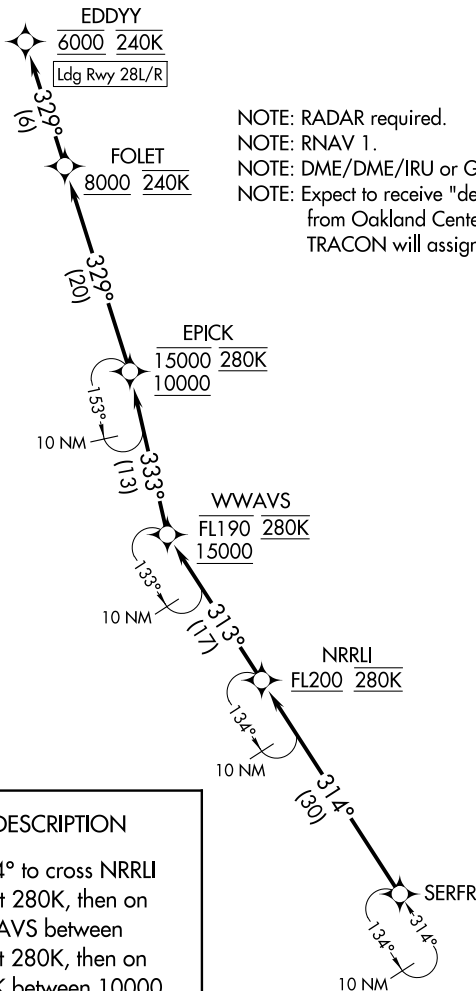 EDDYY
6000 240K
Ldg Rwy 28L/R
329°
(6)
NOTE: RADAR required.
NOTE: RNAV 1.
NOTE: DME/DME/IRU or G
NOTE: Expect to receive "de
from Oakland Cente
TRACON will assign
FOLET
8000 240K
329°
(20)
EPICK
15000 280K
10000
153°
10 NM
333°
(13)
WWAVS
FL190 280K
15000
133°
10 NM
313°
(17)
NRRLI
FL200 280K
134°
10 NM
314°
(30)
SERFR
134°
314°
10 NM
DESCRIPTION
4° to cross NRRLI
t 280K, then on
AVS between
t 280K, then on
K between 10000